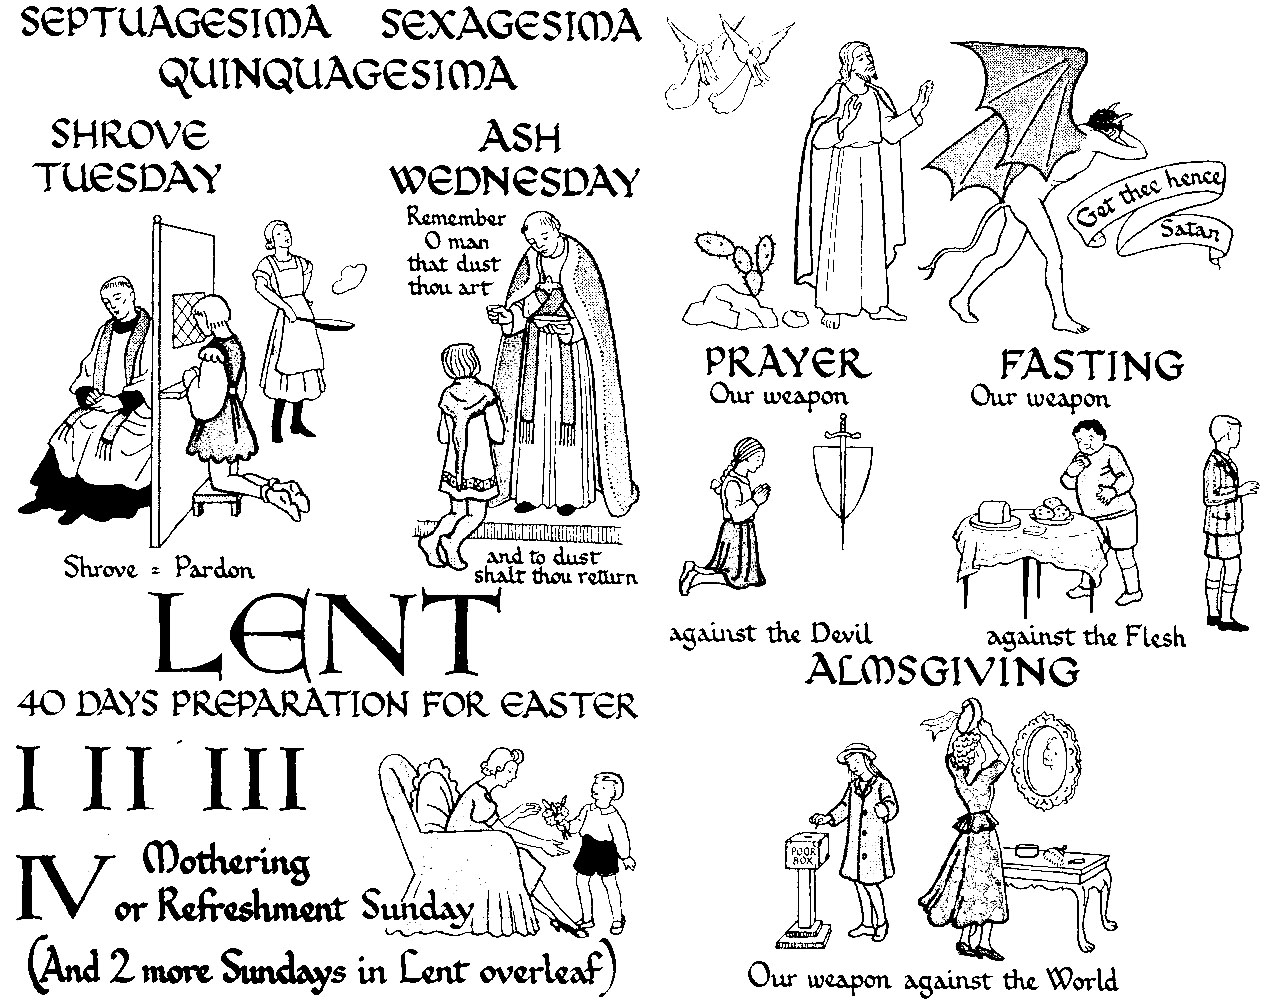 SEPTUAGESIMA SEXAGESIMA
QUINQUAGESIMA
SHROVE
TUESDAY
Shrove = Pardon
ASH
WEDNESDAY
Remember
O man
that dust
thou art
and to dust
shalt thou return
LENT
40 DAYS PREPARATION FOR EASTER
I II III
IV Mothering
or Refreshment Sunday
(And 2 more Sundays in Lent overleaf)
Get thee hence
Satan
PRAYER
Our weapon
against the Devil
FASTING
Our weapon
against the Flesh
ALMSGIVING
POOR
BOX
Our weapon against the World